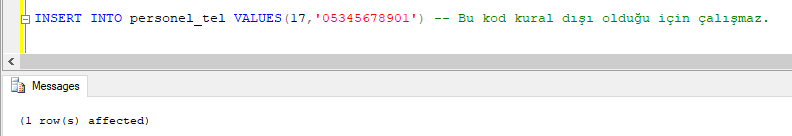 INSERT INTO personel_tel VALUES(17,'05345678901') -- Bu kod kural dışı olduğu için çalışmaz.
Messages
(1 row(s) affected)